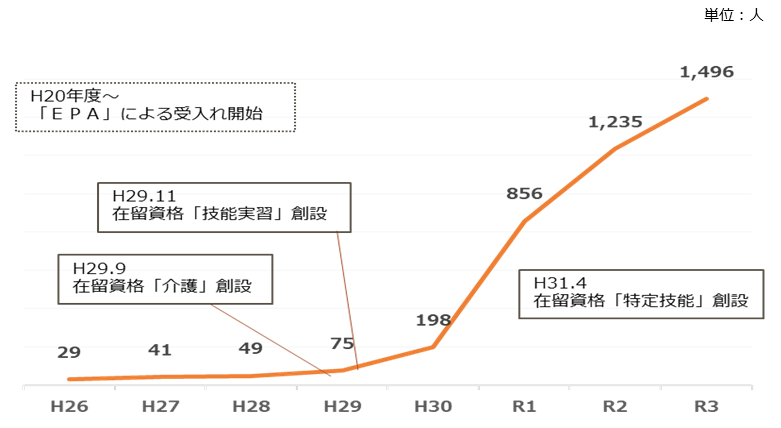 単位：人
1,496
H20年度～
「ＥＰＡ」による受入れ開始
1,235
H29.11
在留資格「技能実習」創設
856
H29.9
在留資格「介護」創設
H31.4
在留資格「特定技能」創設
198
29 41 49 75
H26 H27 H28 H29 H30 R1 R2 R3